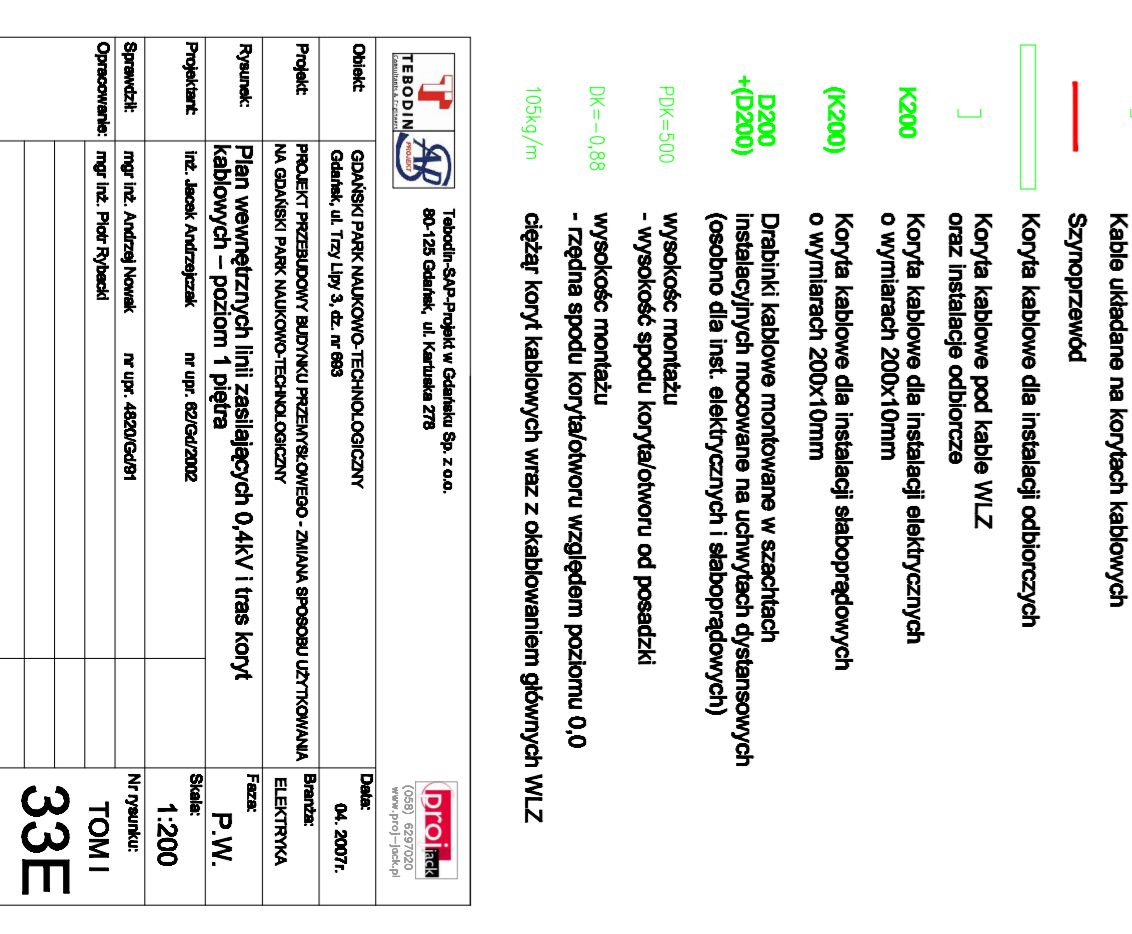 Kable układane na korytach kablowych
Szynoprzewód
Koryta kablowe dla instalacji odbiorczych
Koryta kablowe pod kable WLZ
oraz instalacje odbiorcze
K200
Koryta kablowe dla instalacji elektrycznych
o wymiarach 200x10mm
(K200)
Koryta kablowe dla instalacji słaboprądowych
o wymiarach 200x10mm
D200
+(D200)
Drabinki kablowe montowane w szachtach
instalacyjnych mocowane na uchwytach dystansowych
(osobno dla inst. elektrycznych i słaboprądowych)
PDK=500
wysokośc montażu
- wysokość spodu koryta/otworu od posadzki
DK=-0,88
wysokośc montażu
- rzędna spodu koryta/otworu względem poziomu 0,0
105kg/m
ciężar koryt kablowych wraz z okablowaniem głównych WLZ
TEBODIN
Consultants & Engineers
SAP
PROJEKT
Tebodin-SAP-Projekt w Gdańsku Sp. z o.o.
80-125 Gdańsk, ul. Kartuska 278
proj jack
(058) 6297020
www.proj-jack.pl
Obiekt:
GDAŃSKI PARK NAUKOWO-TECHNOLOGICZNY
Gdańsk, ul. Trzy Lipy 3, dz. nr 693
Data:
04. 2007r.
Projekt:
PROJEKT PRZEBUDOWY BUDYNKU PRZEMYSŁOWEGO - ZMIANA SPOSOBU UŻYTKOWANIA
NA GDAŃSKI PARK NAUKOWO-TECHNOLOGICZNY
Branża:
ELEKTRYKA
Rysunek:
Plan wewnętrznych linii zasilających 0,4kV i tras koryt
kablowych – poziom 1 piętra
Faza:
P.W.
Projektant:
inż. Jacek Andrzejczak nr upr. 62/Gd/2002
Skala:
1:200
Sprawdził:
mgr inż. Andrzej Nowak nr upr. 4820/Gd/91
Nr rysunku:
TOM I
33E
Opracowanie:
mgr inż. Piotr Rybacki